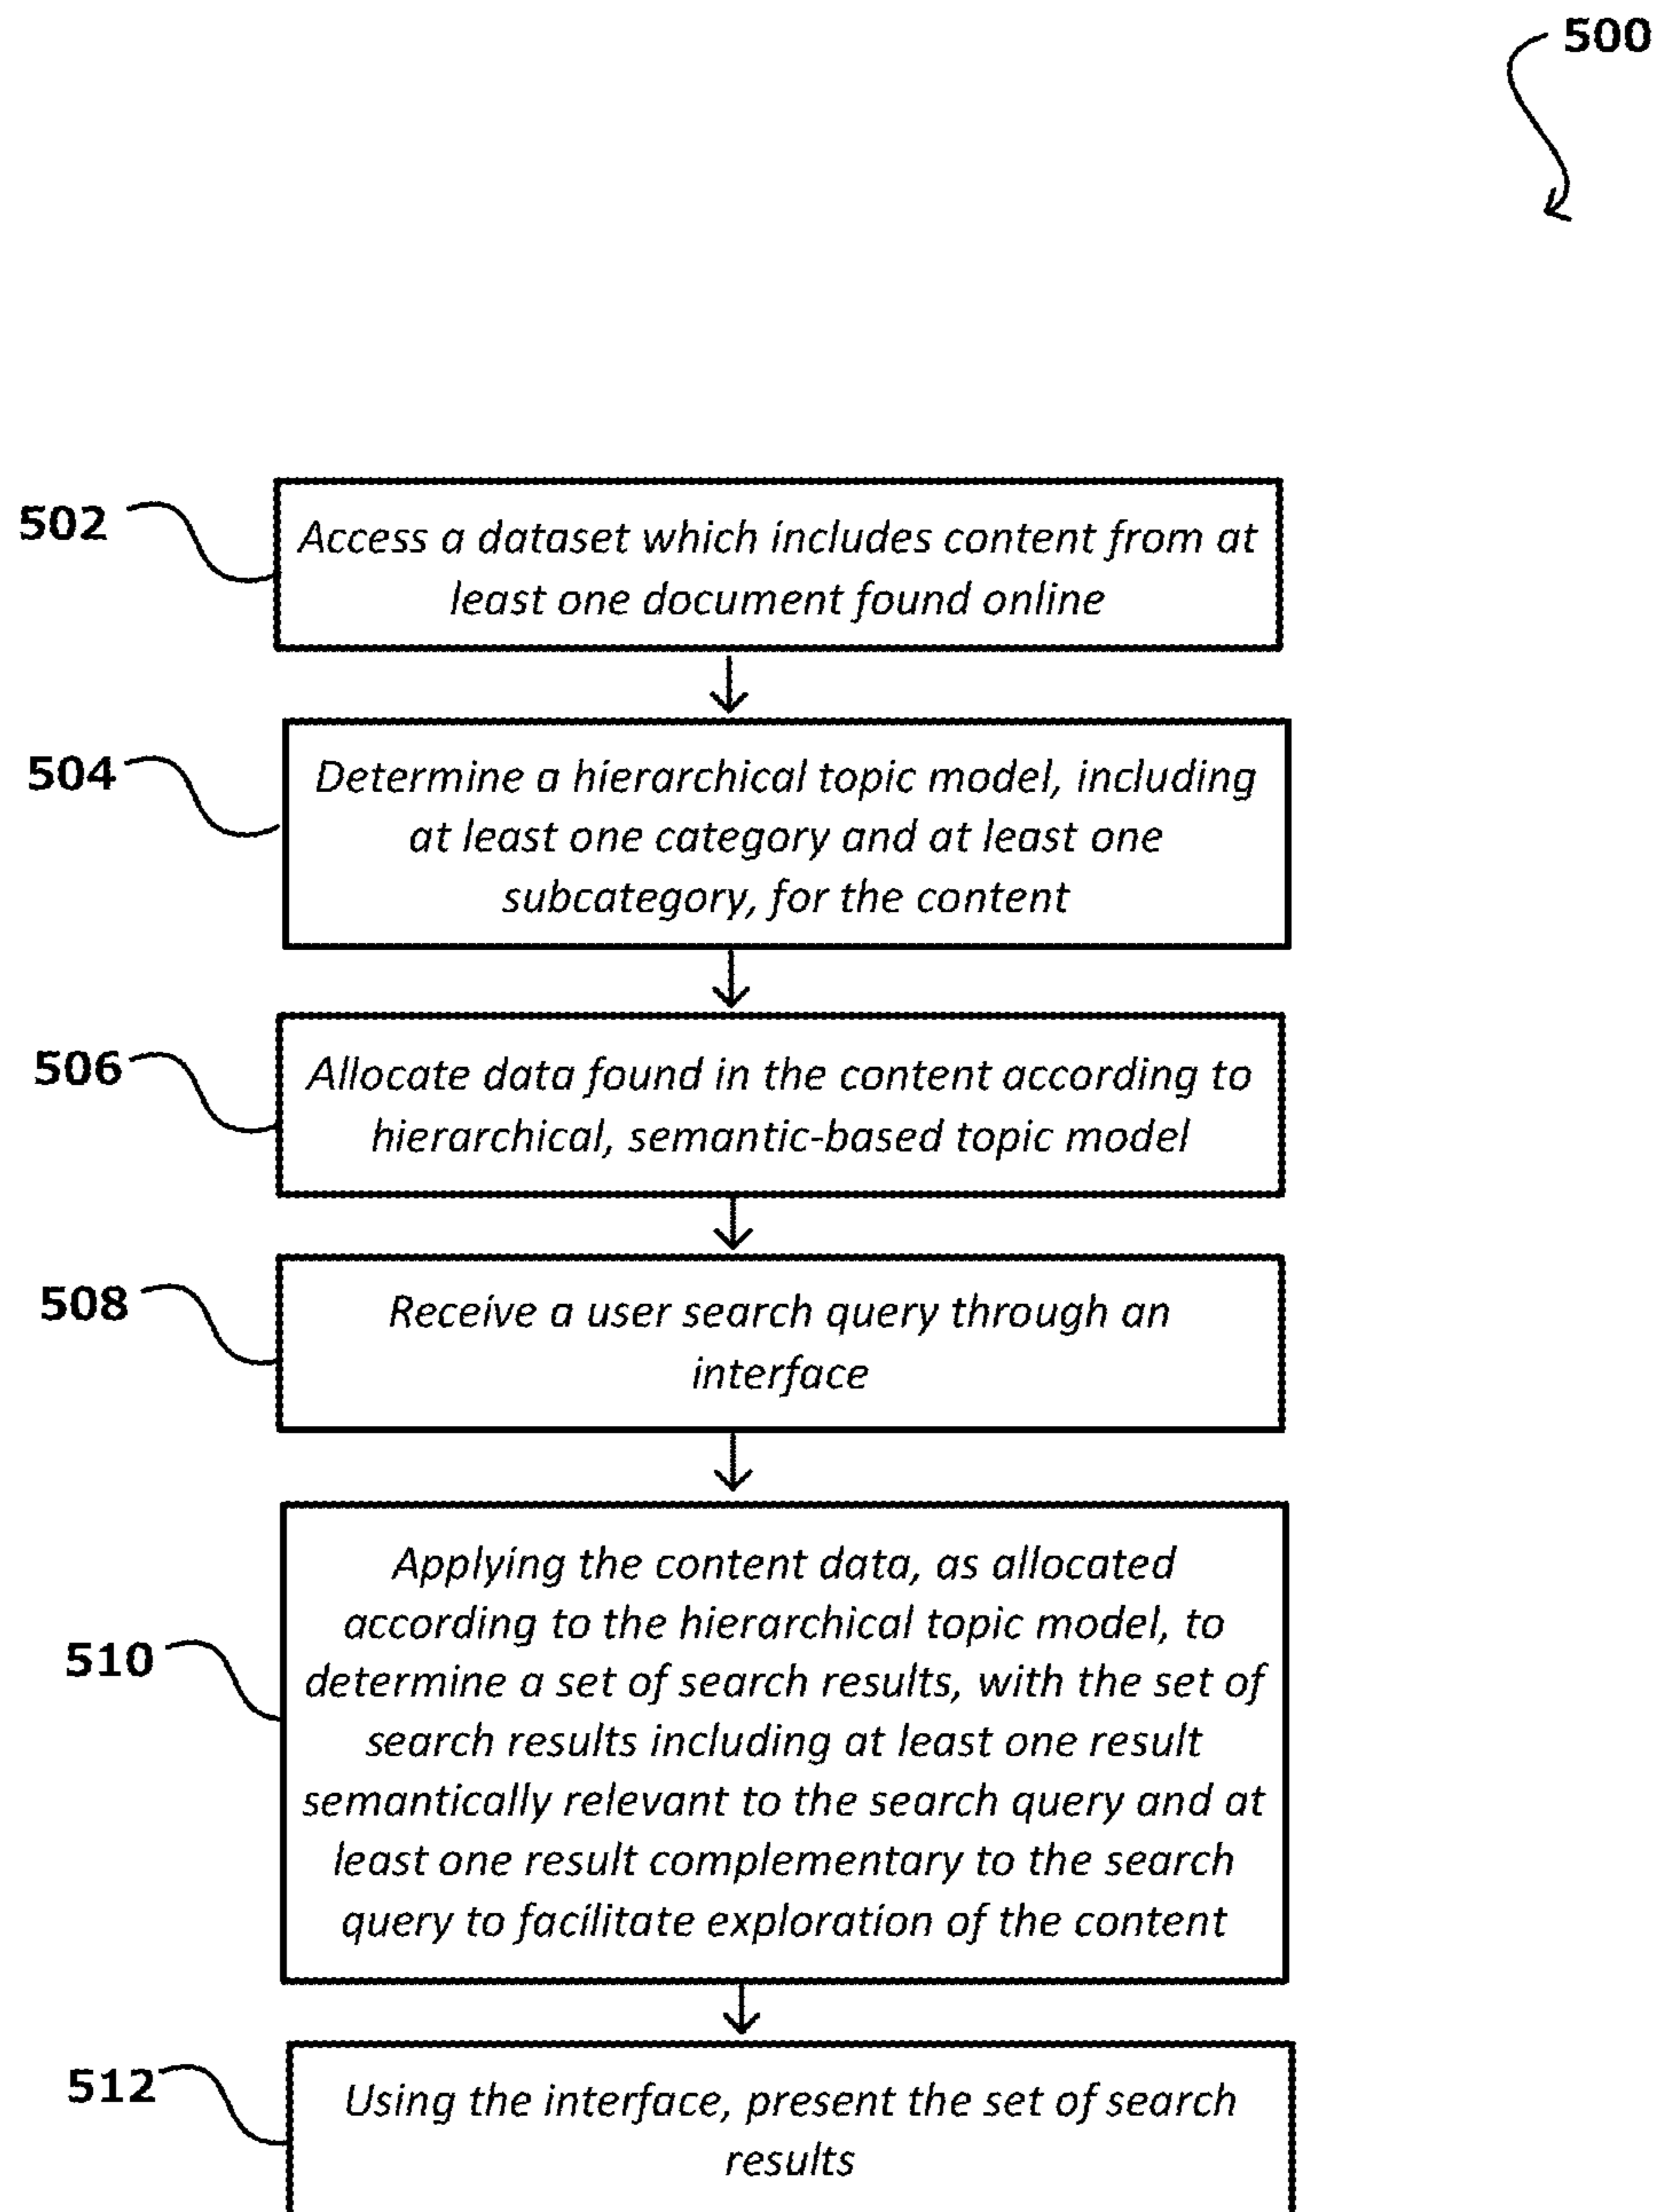 500
502
Access a dataset which includes content from at
least one document found online
504
Determine a hierarchical topic model, including
at least one category and at least one
subcategory, for the content
506
Allocate data found in the content according to
hierarchical, semantic-based topic model
508
Receive a user search query through an
interface
510
Applying the content data, as allocated
according to the hierarchical topic model, to
determine a set of search results, with the set of
search results including at least one result
semantically relevant to the search query and at
least one result complementary to the search
query to facilitate exploration of the content
512
Using the interface, present the set of search
results